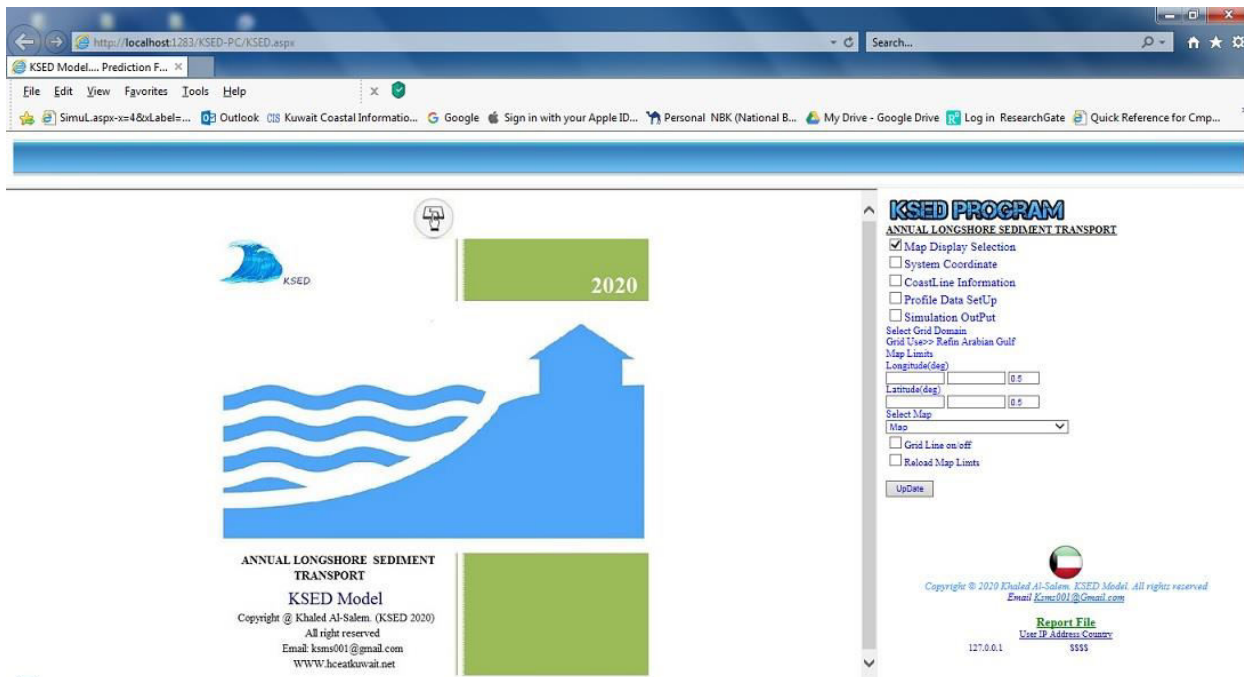 http://localhost:1283/KSED-PC/KSED.aspx
Search...
KSED Model.... Prediction F...
File Edit View Favorites Tools Help
SimuL.aspx-x=4&xLabel=... Outlook CIS Kuwait Coastal Informatio... Google Sign in with your Apple ID... Personal NBK (National B... My Drive - Google Drive Log in ResearchGate Quick Reference for Cmp...
KSED
2020
ANNUAL LONGSHORE SEDIMENT
TRANSPORT
KSED Model
Copyright @ Khaled Al-Salem. (KSED 2020)
All right reserved
Email: ksms001@gmail.com
WWW.hceatkuwait.net
KSED PROGRAM
ANNUAL LONGSHORE SEDIMENT TRANSPORT
Map Display Selection
System Coordinate
CoastLine Information
Profile Data SetUp
Simulation OutPut
Select Grid Domain
Grid Use>> Refin Arabian Gulf
Map Limits
Longitude(deg)
0.5
Latitude(deg)
0.5
Select Map
Map
Grid Line on/off
Reload Map Limts
UpDate
Copyright © 2020 Khaled Al-Salem. KSED Model. All rights reserved
Email Ksms001@Gmail.com
Report File
User IP Address Country
127.0.0.1 $$$$